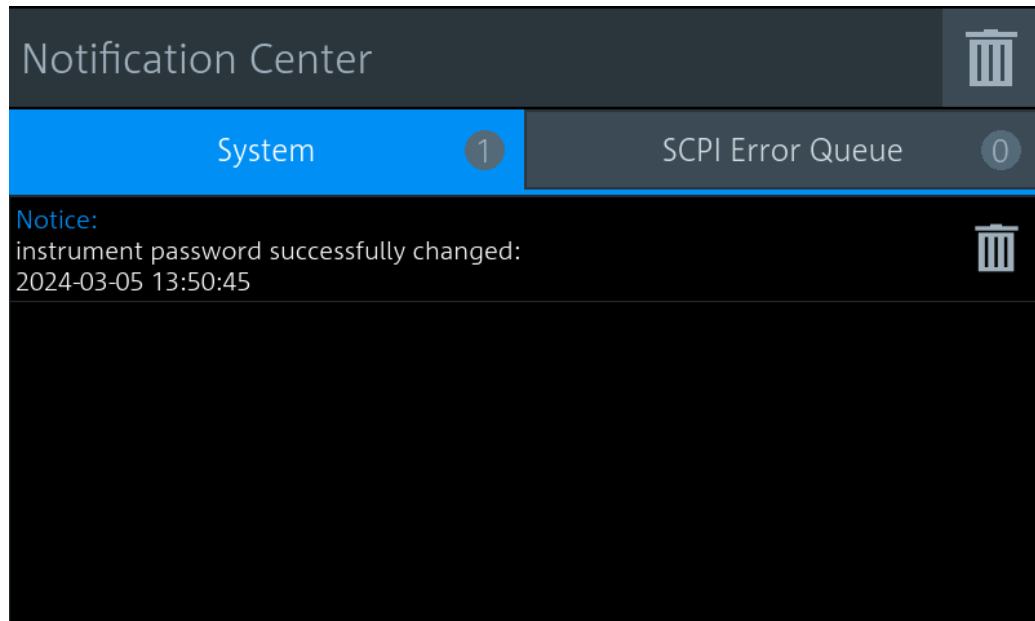 Notification Center
System 1
SCPI Error Queue 0
Notice:
instrument password successfully changed:
2024-03-05 13:50:45